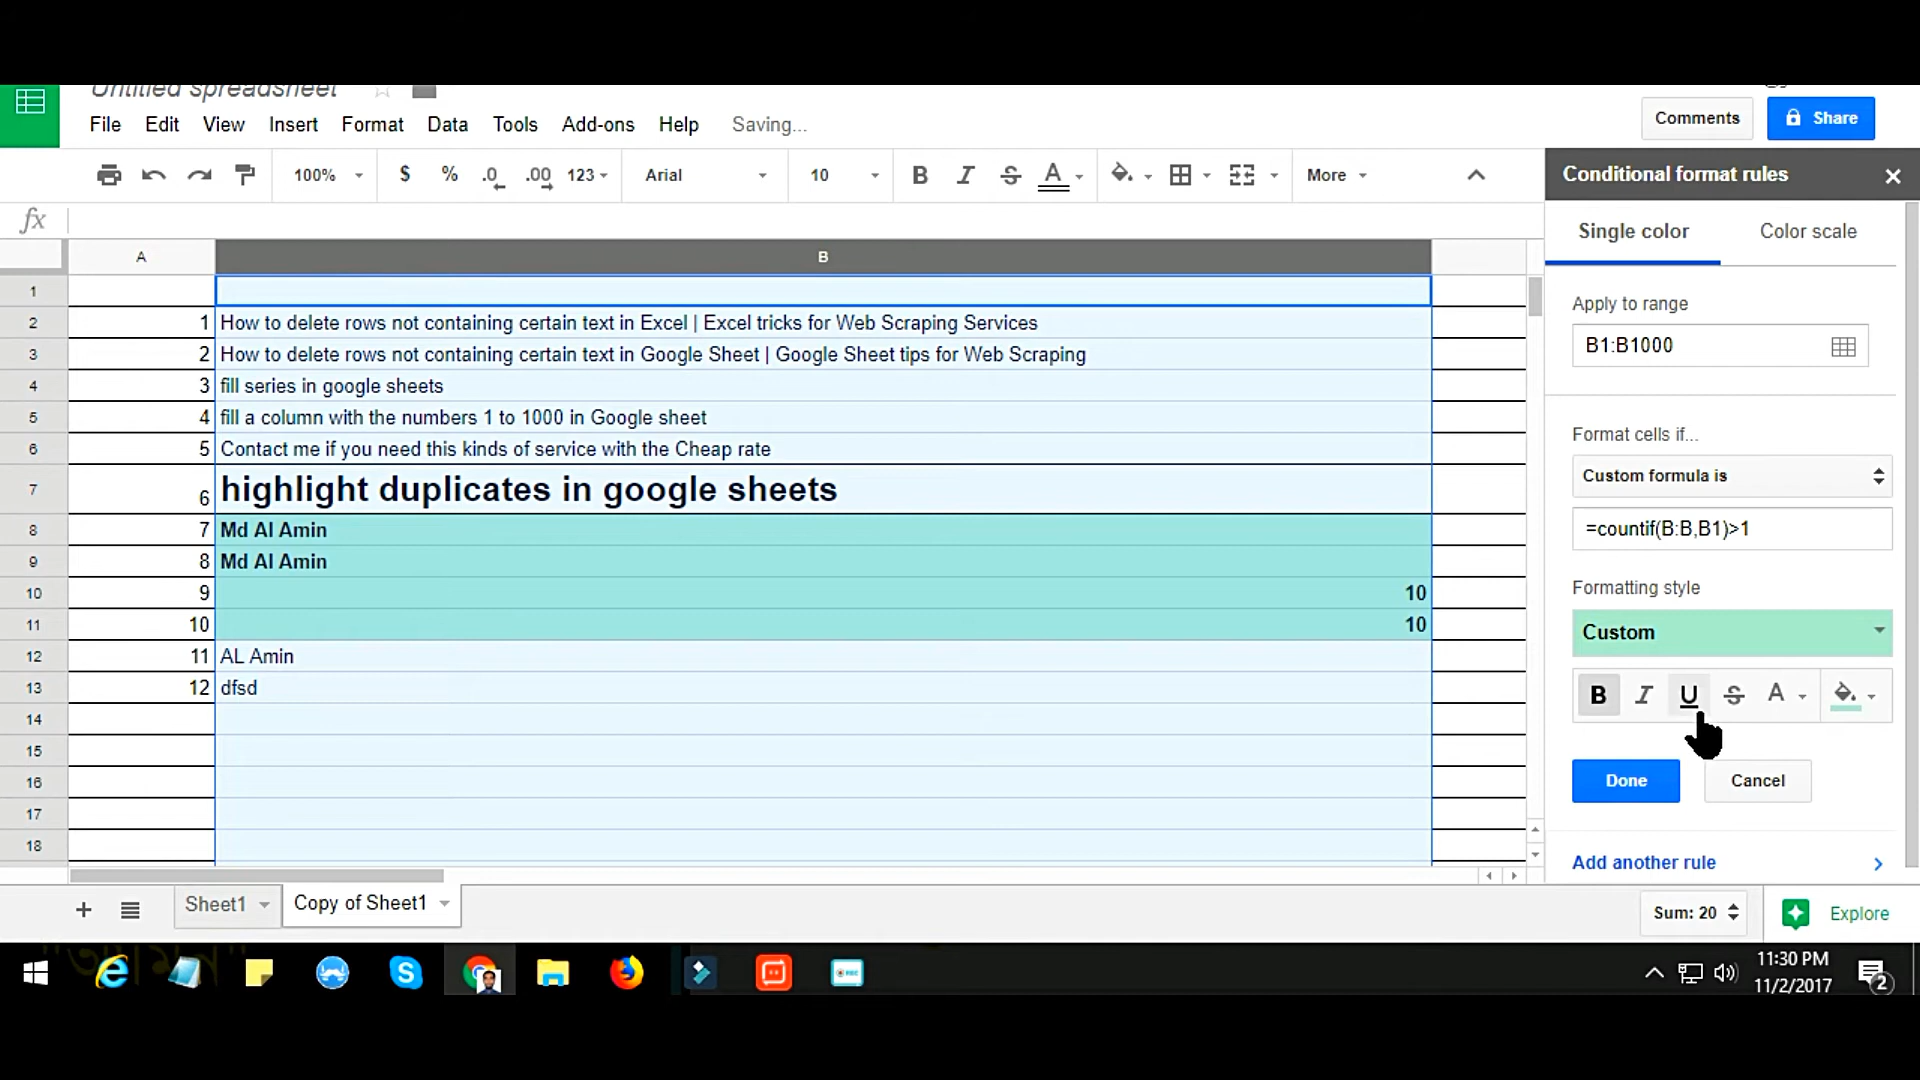 Untitled spreadsheet
File Edit View Insert Format Data Tools Add-ons Help Saving...
Comments Share
100% $ % .0 .00 123 Arial 10 B I S A More
fx
Conditional format rules
Single color Color scale
Apply to range
B1:B1000
Format cells if...
Custom formula is
=countif(B:B,B1)>1
Formatting style
Custom
B I U S A
Done Cancel
Add another rule
A B
1
2 1 How to delete rows not containing certain text in Excel | Excel tricks for Web Scraping Services
3 2 How to delete rows not containing certain text in Google Sheet | Google Sheet tips for Web Scraping
4 3 fill series in google sheets
5 4 fill a column with the numbers 1 to 1000 in Google sheet
6 5 Contact me if you need this kinds of service with the Cheap rate
7 6 highlight duplicates in google sheets
8 7 Md Al Amin
9 8 Md Al Amin
10 9 10
11 10 10
12 11 AL Amin
13 12 dfsd
14
15
16
17
18
Sheet1 Copy of Sheet1 Sum: 20 Explore
11:30 PM
11/2/2017
2